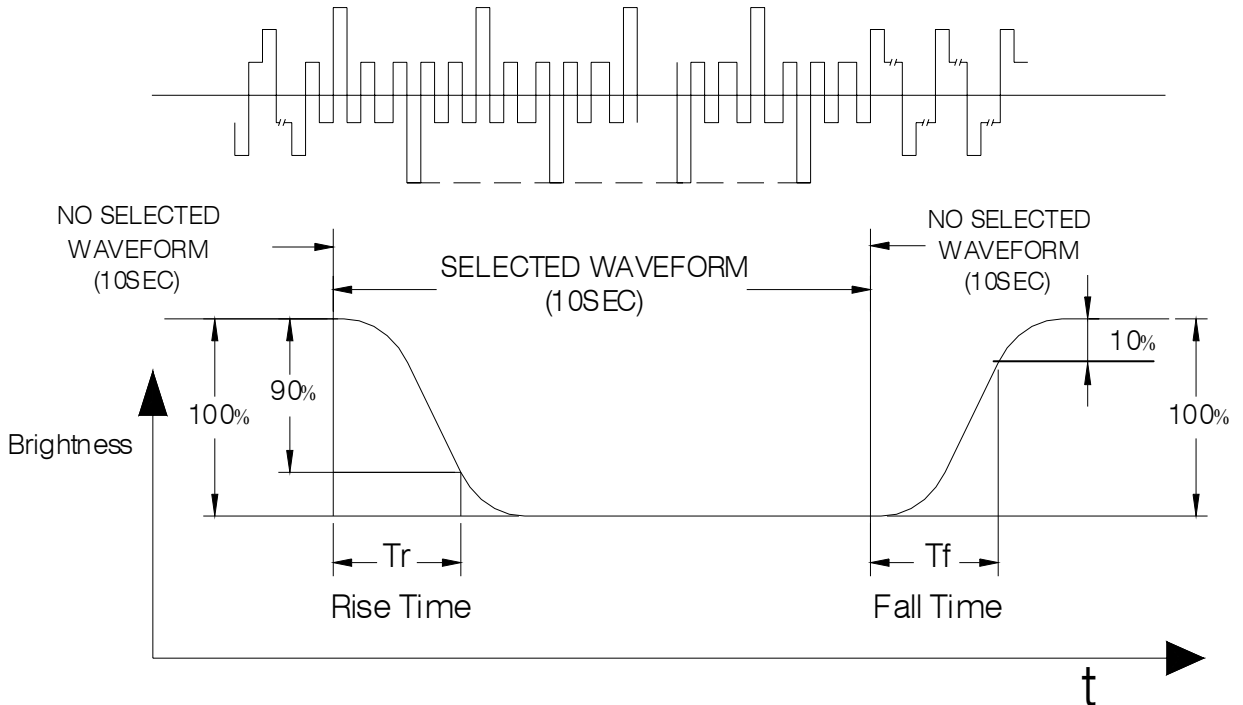 NO SELECTED
WAVEFORM
(10SEC)
SELECTED WAVEFORM
(10SEC)
NO SELECTED
WAVEFORM
(10SEC)
100%
90%
10%
100%
Brightness
Tr
Tf
Rise Time
Fall Time
t